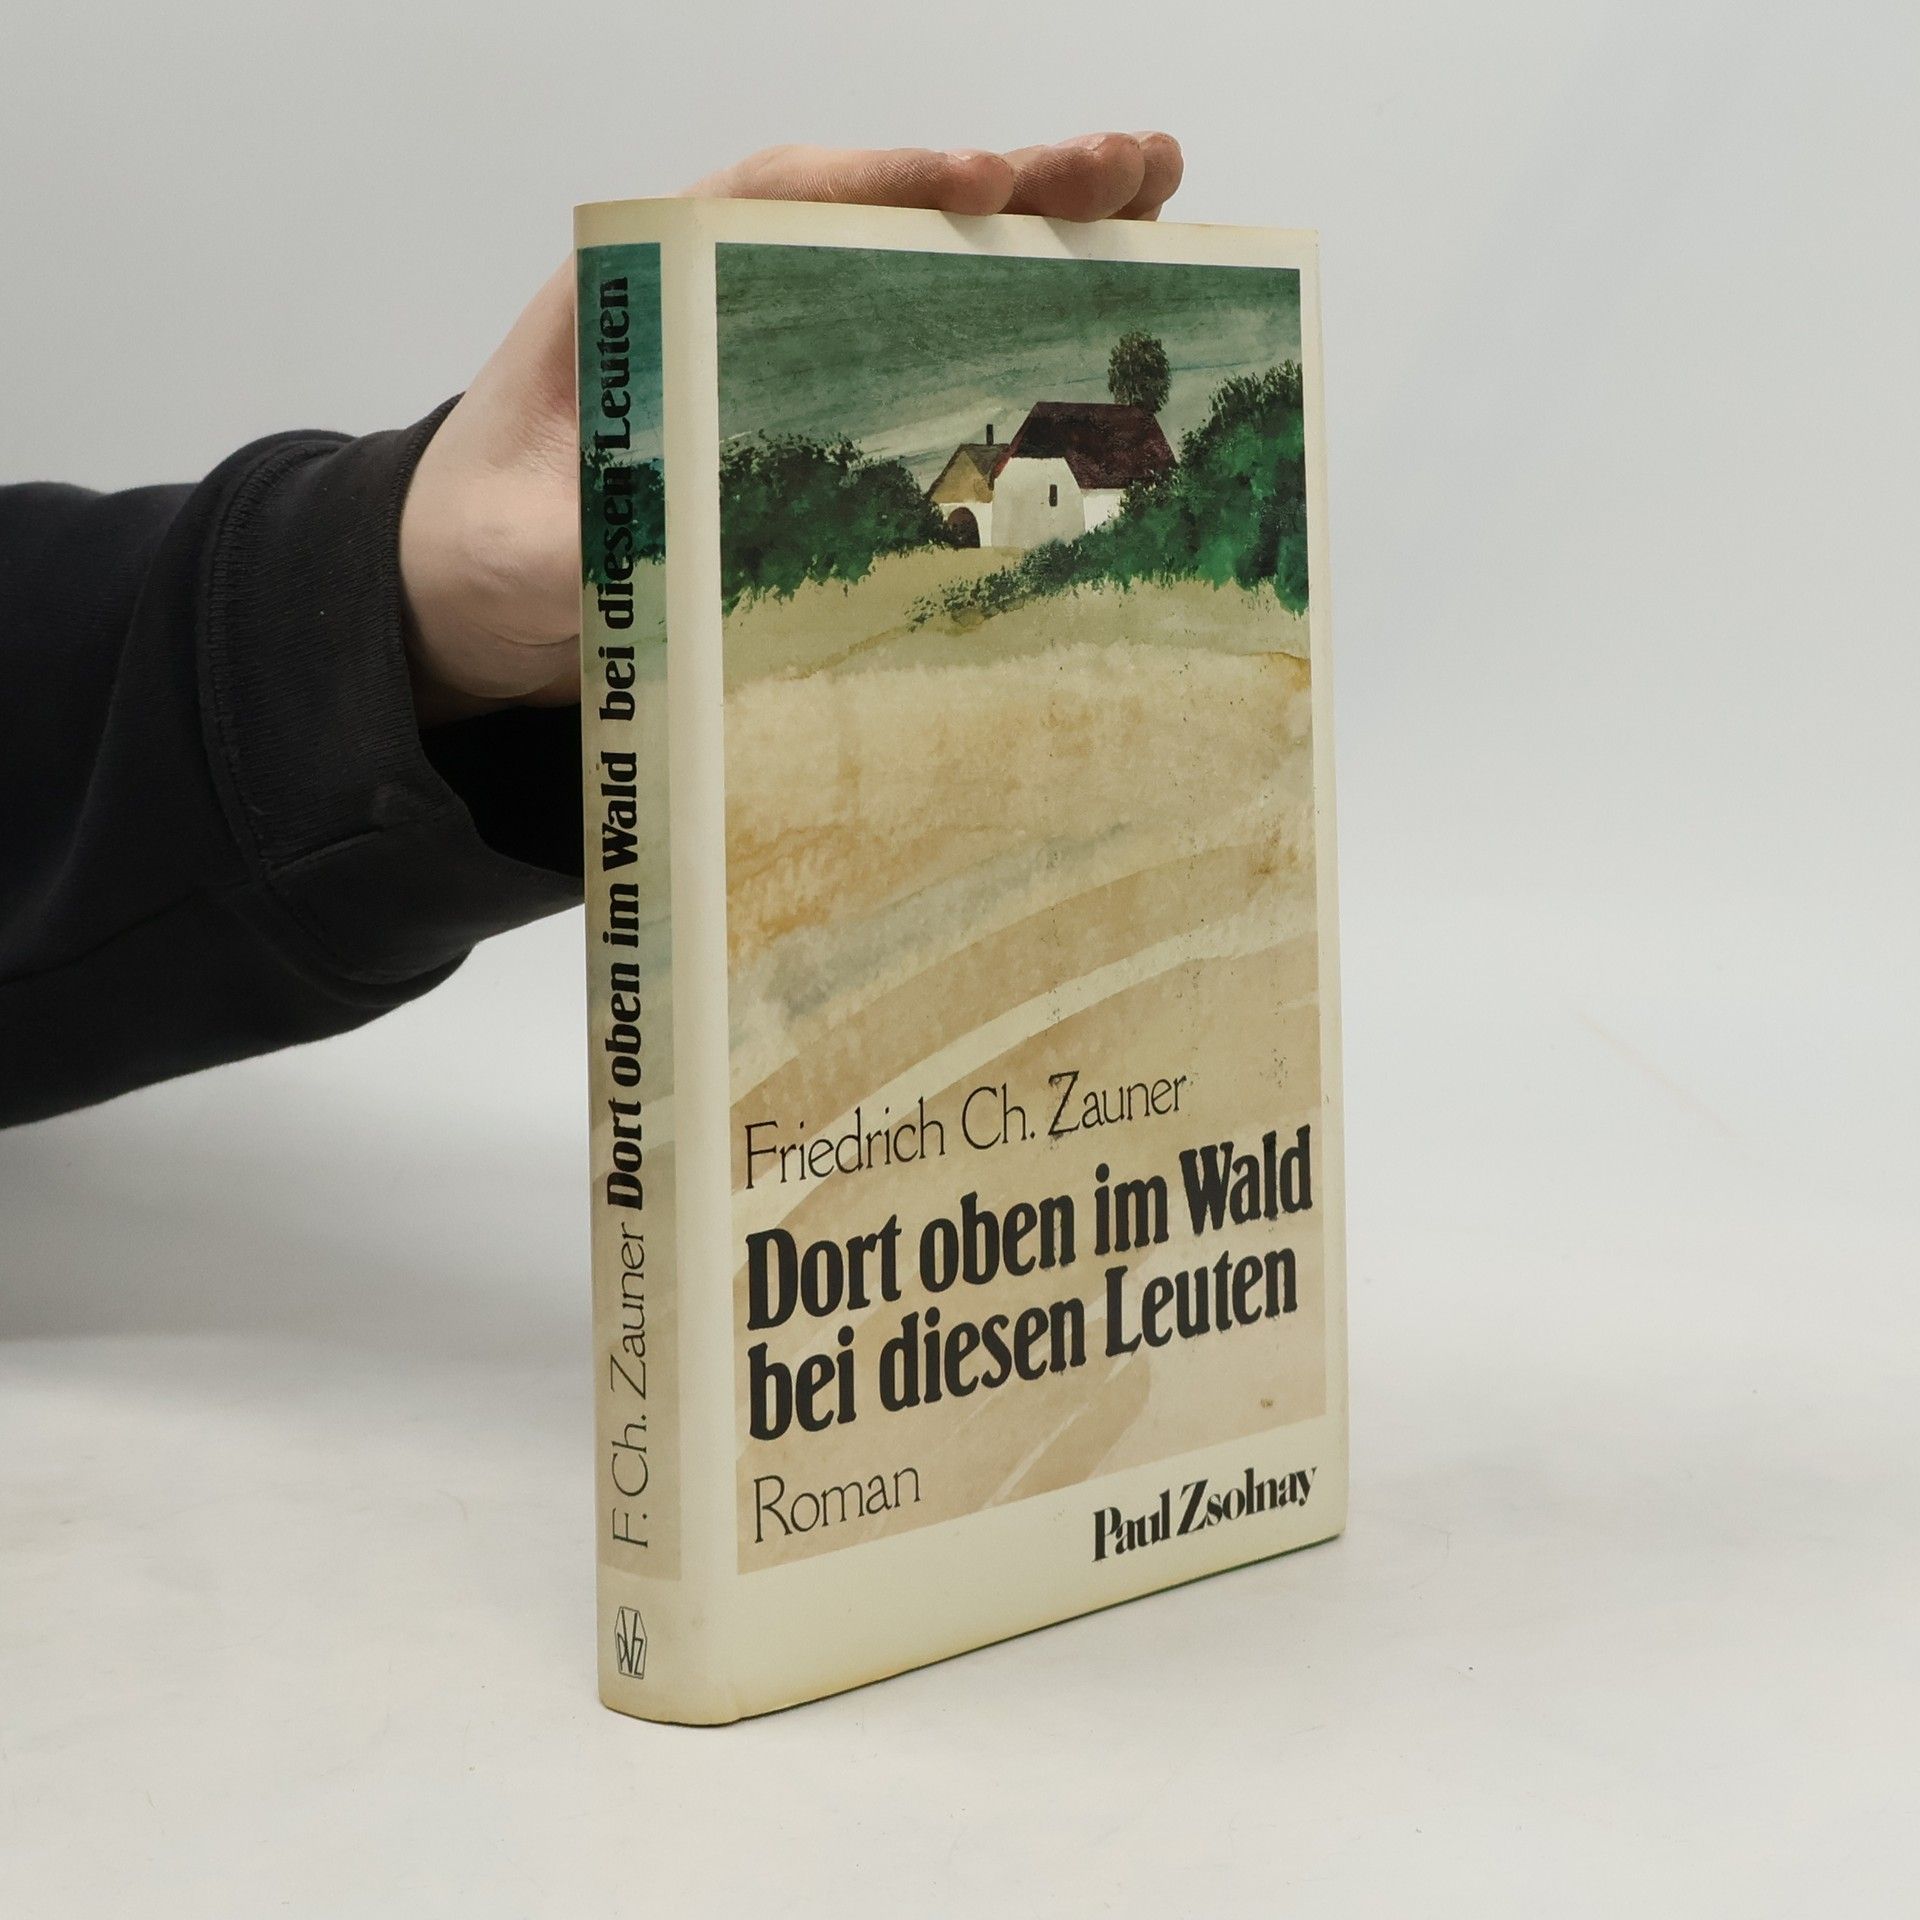 F. Ch. Zauner Dort oben im Wald bei diesen Leuten
PVZ
Friedrich Ch. Zauner
Dort oben im Wald
bei diesen Leuten
Roman
Paul Zsolnay